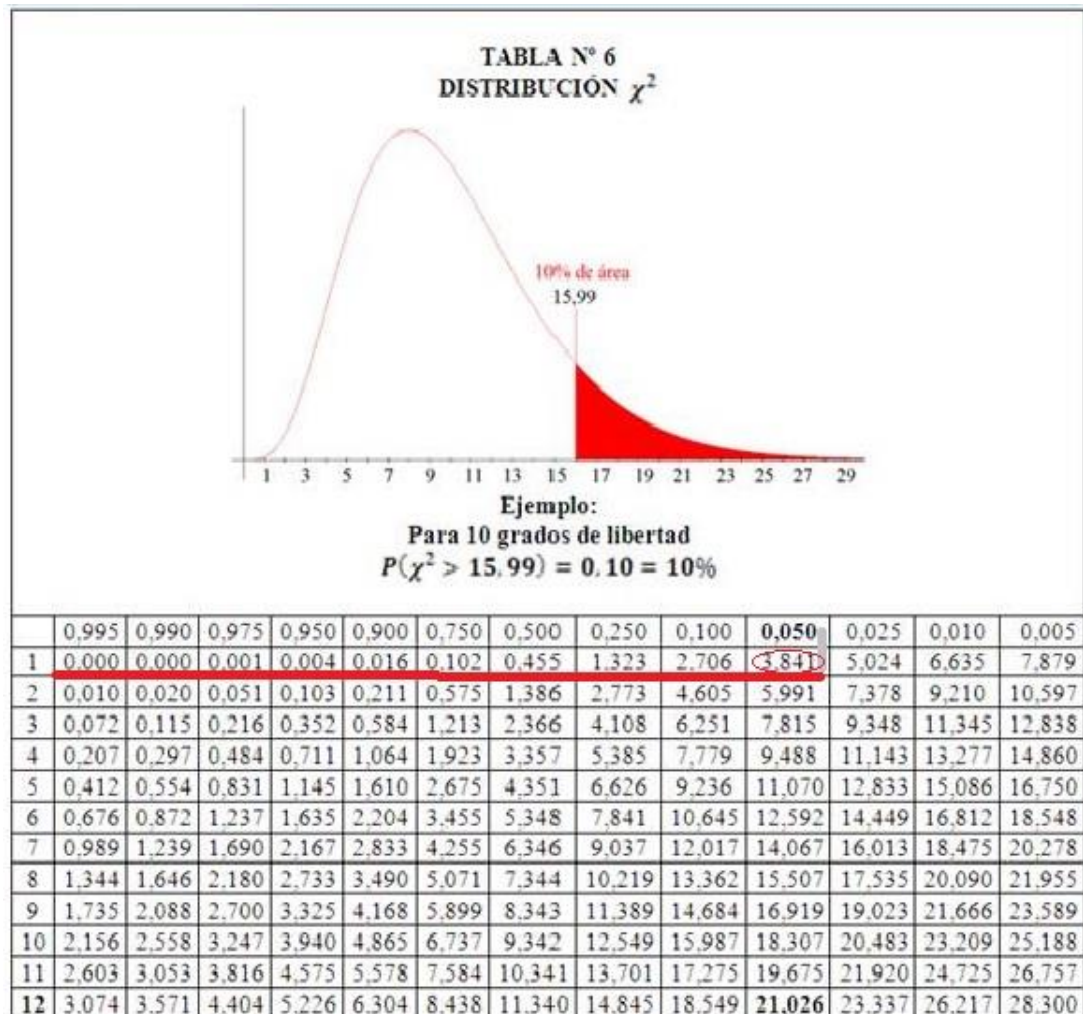 TABLA Nº 6
DISTRIBUCIÓN χ²
10% de área
15,99
1 3 5 7 9 11 13 15 17 19 21 23 25 27 29
Ejemplo:
Para 10 grados de libertad
P(χ² > 15,99) = 0,10 = 10%
0,995 0,990 0,975 0,950 0,900 0,750 0,500 0,250 0,100 0,050 0,025 0,010 0,005
1 0,000 0,000 0,001 0,004 0,016 0,102 0,455 1,323 2,706 3,841 5,024 6,635 7,879
2 0,010 0,020 0,051 0,103 0,211 0,575 1,386 2,773 4,605 5,991 7,378 9,210 10,597
3 0,072 0,115 0,216 0,352 0,584 1,213 2,366 4,108 6,251 7,815 9,348 11,345 12,838
4 0,207 0,297 0,484 0,711 1,064 1,923 3,357 5,385 7,779 9,488 11,143 13,277 14,860
5 0,412 0,554 0,831 1,145 1,610 2,675 4,351 6,626 9,236 11,070 12,833 15,086 16,750
6 0,676 0,872 1,237 1,635 2,204 3,455 5,348 7,841 10,645 12,592 14,449 16,812 18,548
7 0,989 1,239 1,690 2,167 2,833 4,255 6,346 9,037 12,017 14,067 16,013 18,475 20,278
8 1,344 1,646 2,180 2,733 3,490 5,071 7,344 10,219 13,362 15,507 17,535 20,090 21,955
9 1,735 2,088 2,700 3,325 4,168 5,899 8,343 11,389 14,684 16,919 19,023 21,666 23,589
10 2,156 2,558 3,247 3,940 4,865 6,737 9,342 12,549 15,987 18,307 20,483 23,209 25,188
11 2,603 3,053 3,816 4,575 5,578 7,584 10,341 13,701 17,275 19,675 21,920 24,725 26,757
12 3,074 3,571 4,404 5,226 6,304 8,438 11,340 14,845 18,549 21,026 23,337 26,217 28,300